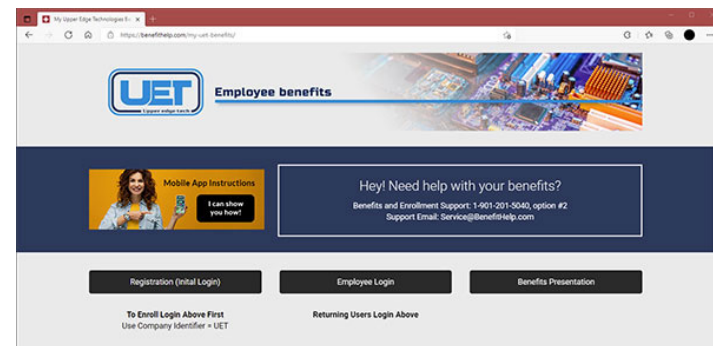 My Upper Edge Technologies E
https://benefithelp.com/my-uet-benefits/
UET
Upper edge tech
Employee benefits
Mobile App Instructions
I can show
you how!
Hey! Need help with your benefits?
Benefits and Enrollment Support: 1-901-201-5040, option #2
Support Email: Service@BenefitHelp.com
Registration (Inital Login)
Employee Login
Benefits Presentation
To Enroll Login Above First
Use Company Identifier = UET
Returning Users Login Above